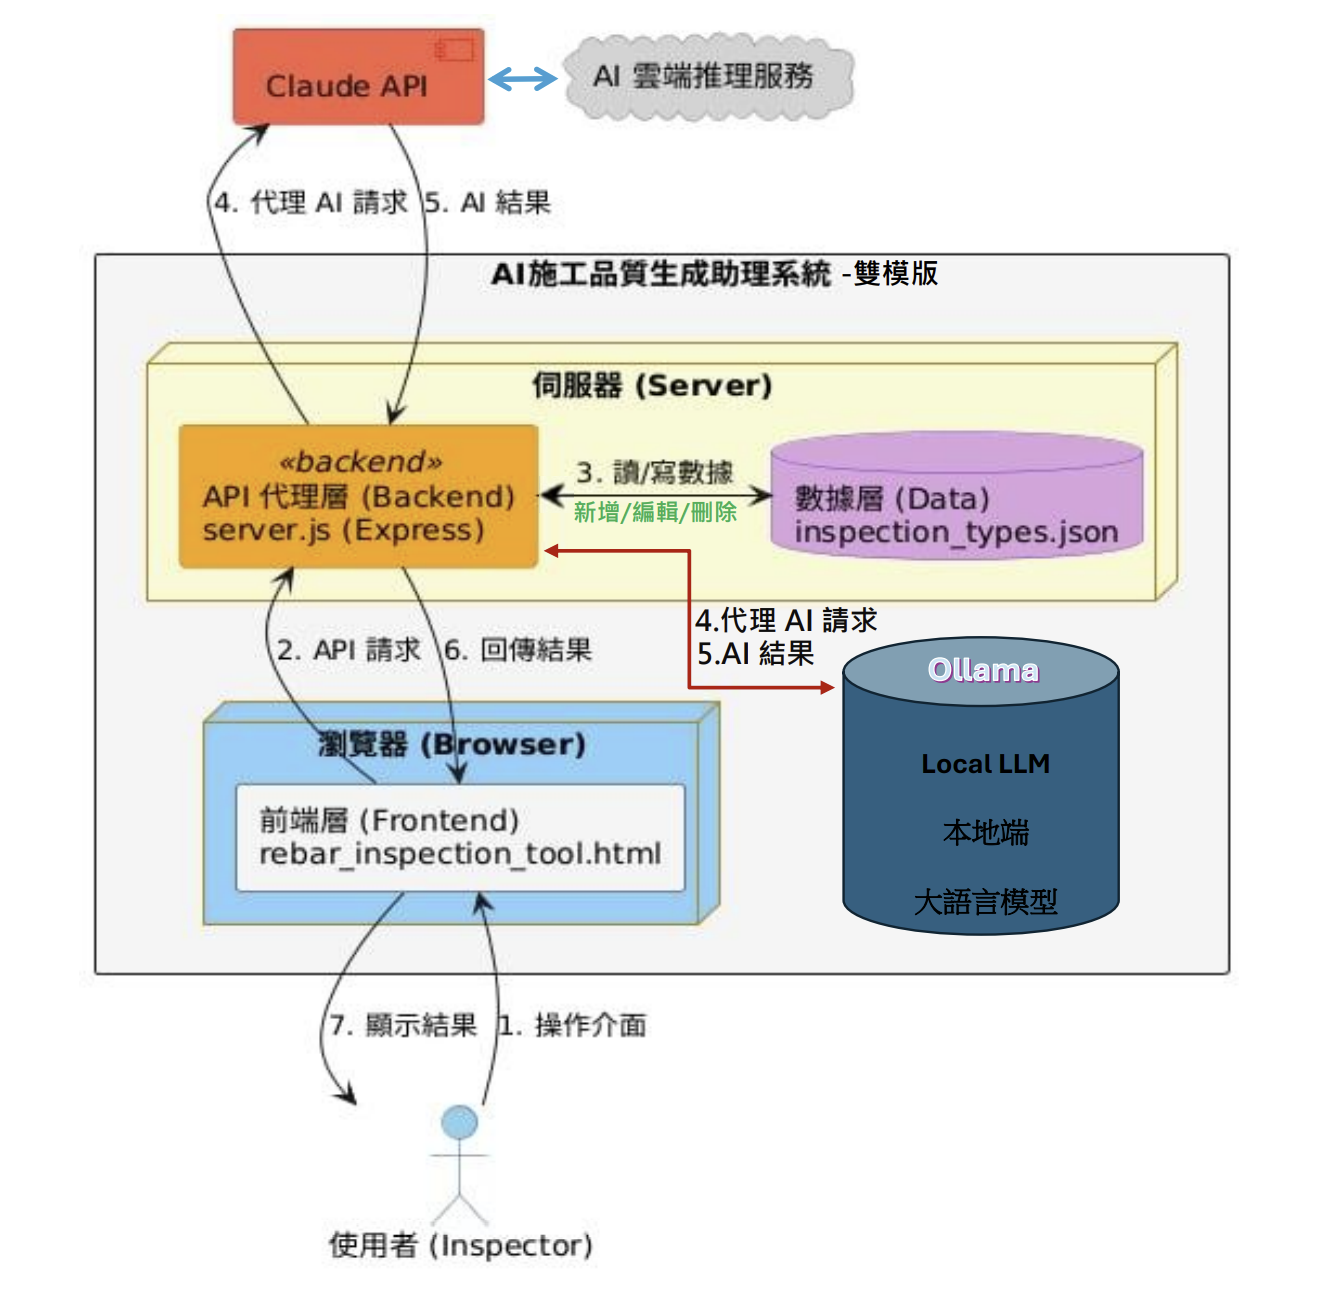 Claude API
AI 雲端推理服務
4. 代理 AI 請求
5. AI 結果
AI施工品質生成助理系統 -雙模版
伺服器 (Server)
«backend»
API 代理層 (Backend)
server.js (Express)
3. 讀/寫數據
新增/編輯/刪除
數據層 (Data)
inspection_types.json
4.代理 AI 請求
5.AI 結果
2. API 請求
6. 回傳結果
Ollama
Local LLM
本地端
大語言模型
瀏覽器 (Browser)
前端層 (Frontend)
rebar_inspection_tool.html
7. 顯示結果
1. 操作介面
使用者 (Inspector)